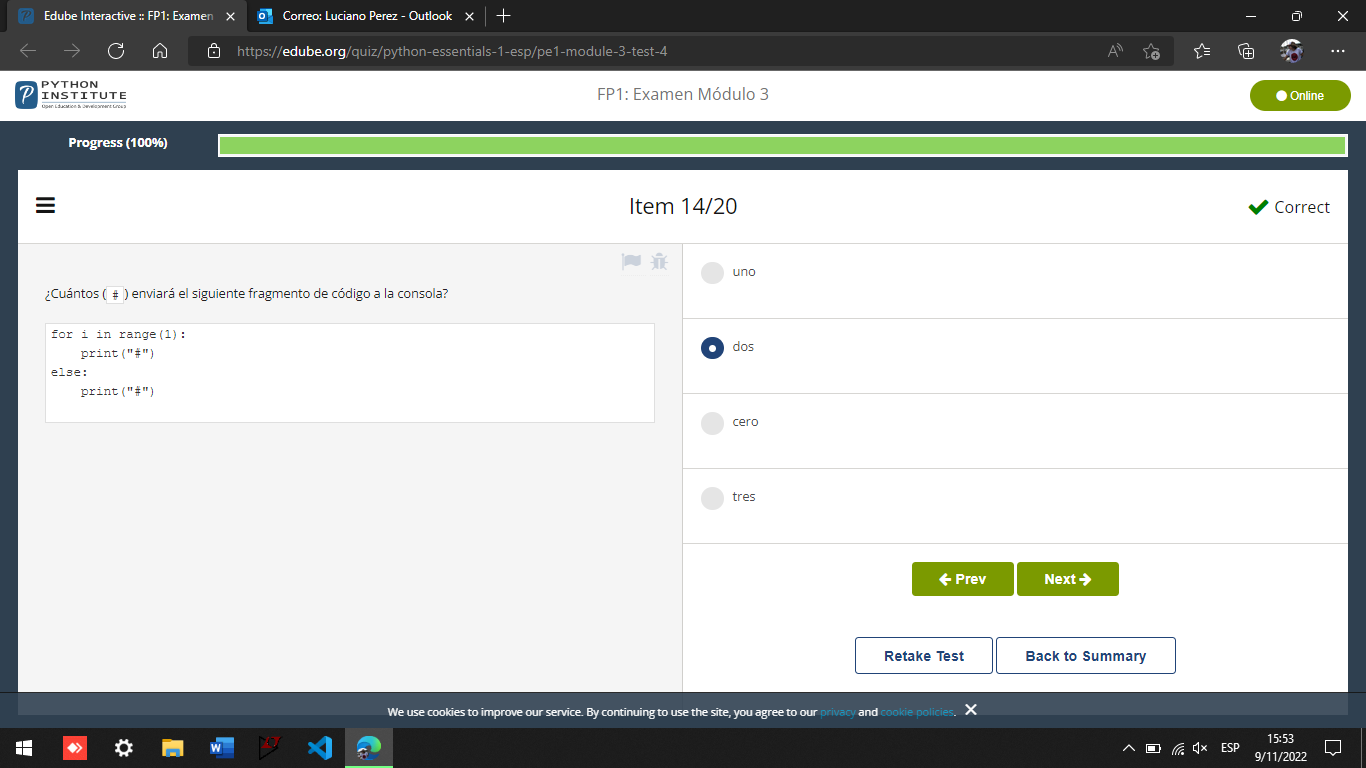 Edube Interactive :: FP1: Examen
Correo: Luciano Perez - Outlook
https://edube.org/quiz/python-essentials-1-esp/pe1-module-3-test-4
PYTHON
INSTITUTE
Open Education & Development Group
FP1: Examen Módulo 3
Online
Progress (100%)
Item 14/20
Correct
¿Cuántos ( # ) enviará el siguiente fragmento de código a la consola?
for i in range(1):
    print("#")
else:
    print("#")
uno
dos
cero
tres
Prev
Next
Retake Test
Back to Summary
We use cookies to improve our service. By continuing to use the site, you agree to our privacy and cookie policies.
ESP
15:53
9/11/2022